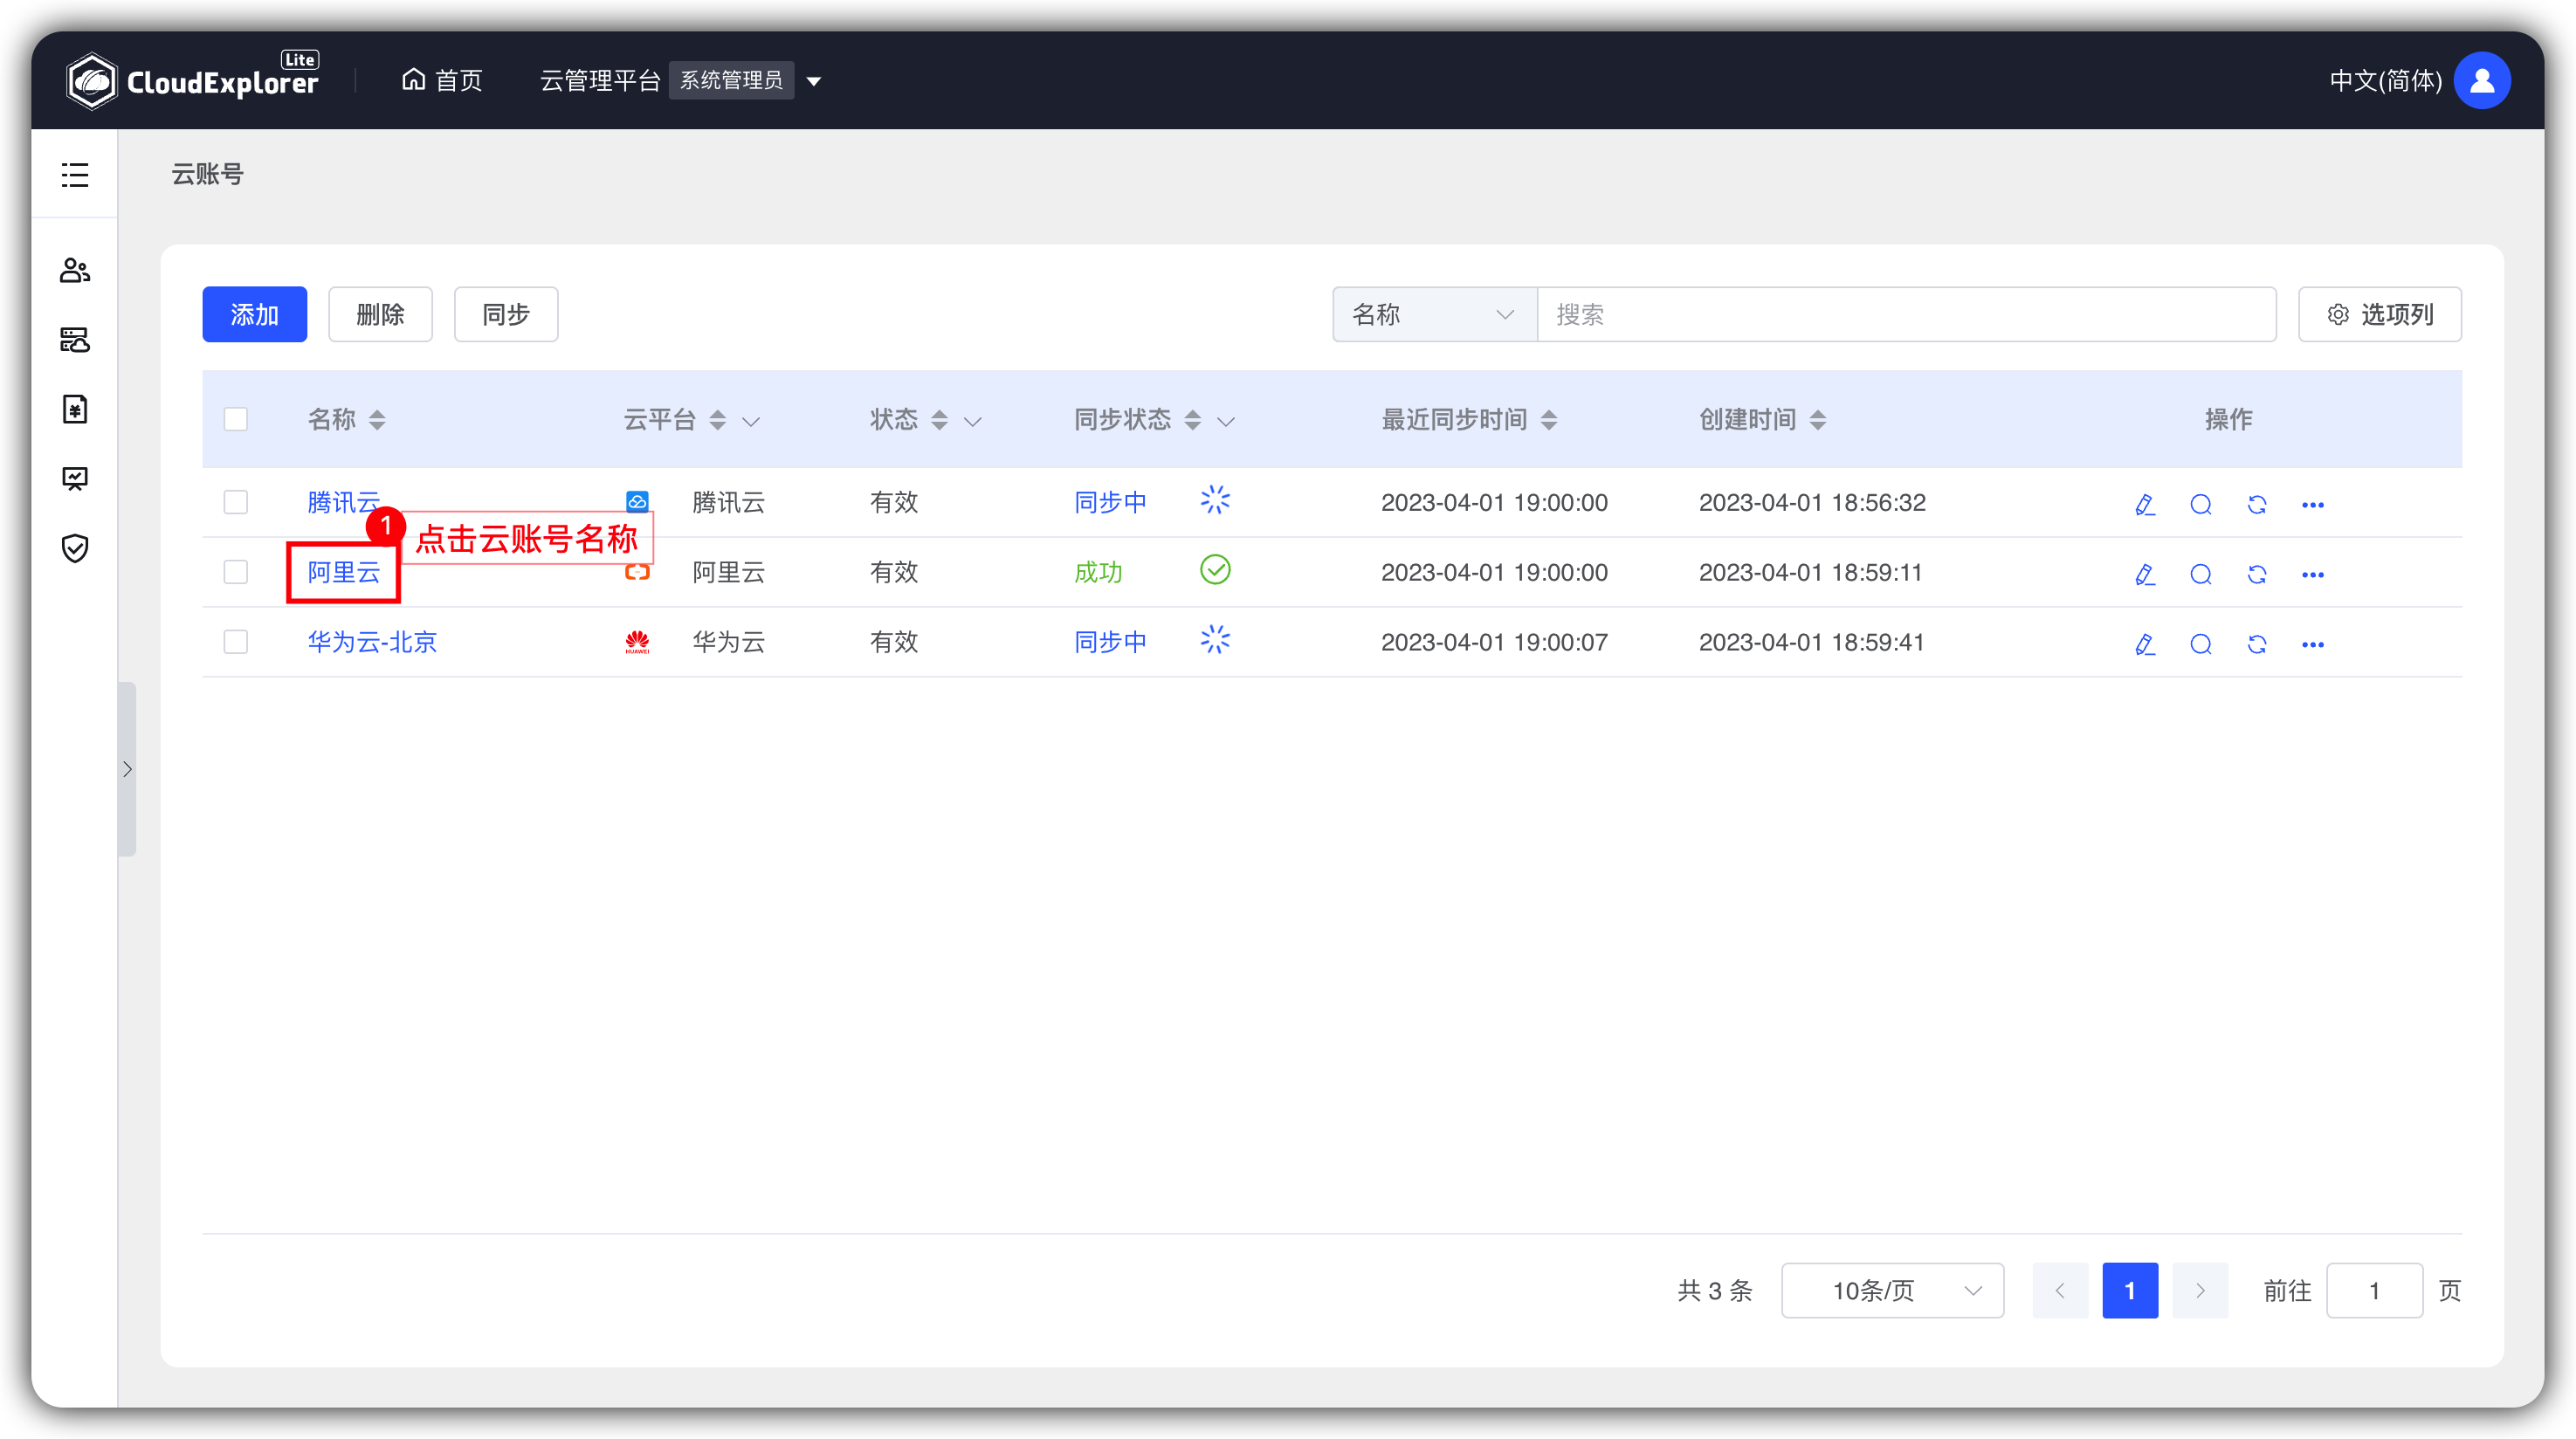 CloudExplorer Lite 首页 云管理平台 系统管理员 中文(简体)
云账号
添加 删除 同步 名称 搜索 选项列
名称 云平台 状态 同步状态 最近同步时间 创建时间 操作
腾讯云 腾讯云 有效 同步中 2023-04-01 19:00:00 2023-04-01 18:56:32
1 点击云账号名称
阿里云 阿里云 有效 成功 2023-04-01 19:00:00 2023-04-01 18:59:11
华为云-北京 HUAWEI 华为云 有效 同步中 2023-04-01 19:00:07 2023-04-01 18:59:41
共 3 条 10条/页 1 前往 1 页